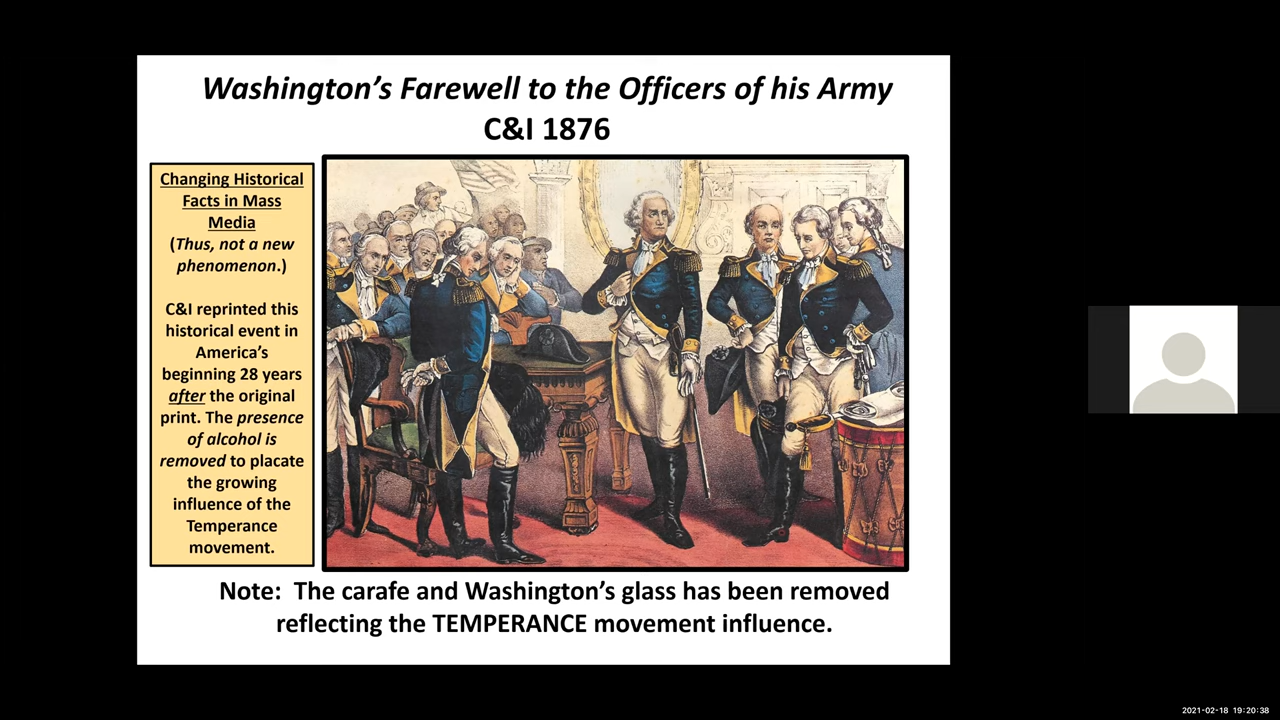 Washington's Farewell to the Officers of his Army
C&I 1876
Changing Historical
Facts in Mass
Media
(Thus, not a new
phenomenon.)
C&I reprinted this
historical event in
America's
beginning 28 years
after the original
print. The presence
of alcohol is
removed to placate
the growing
influence of the
Temperance
movement.
Note:  The carafe and Washington's glass has been removed
reflecting the TEMPERANCE movement influence.
2021-02-18 19:20:38